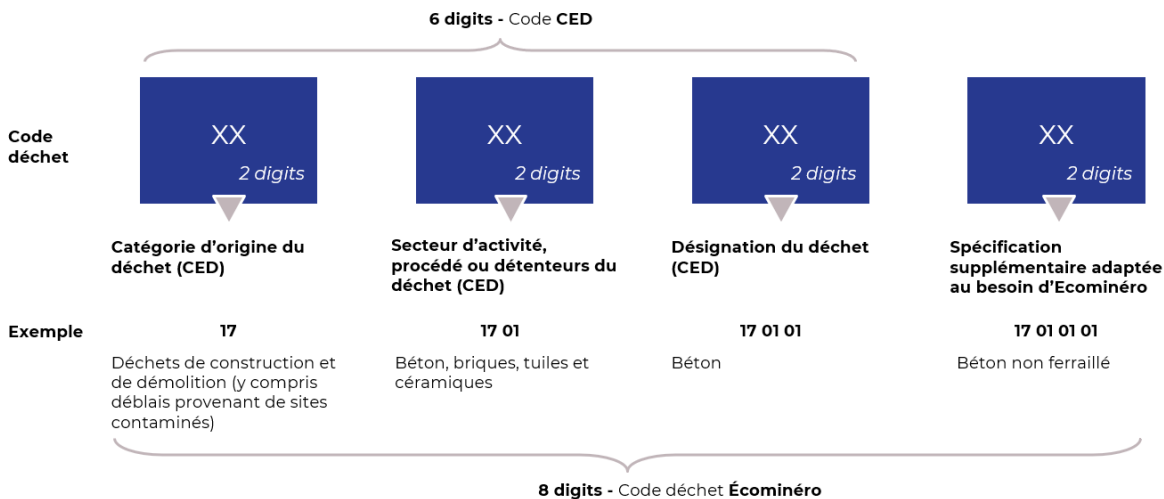 6 digits - Code CED
Code
déchet
XX
2 digits
XX
2 digits
XX
2 digits
XX
2 digits
Catégorie d'origine du
déchet (CED)
Secteur d'activité,
procédé ou détenteurs du
déchet (CED)
Désignation du déchet
(CED)
Spécification
supplémentaire adaptée
au besoin d'Ecominéro
Exemple
17
17 01
17 01 01
17 01 01 01
Déchets de construction et
de démolition (y compris
déblais provenant de sites
contaminés)
Béton, briques, tuiles et
céramiques
Béton
Béton non ferraillé
8 digits - Code déchet Écominéro